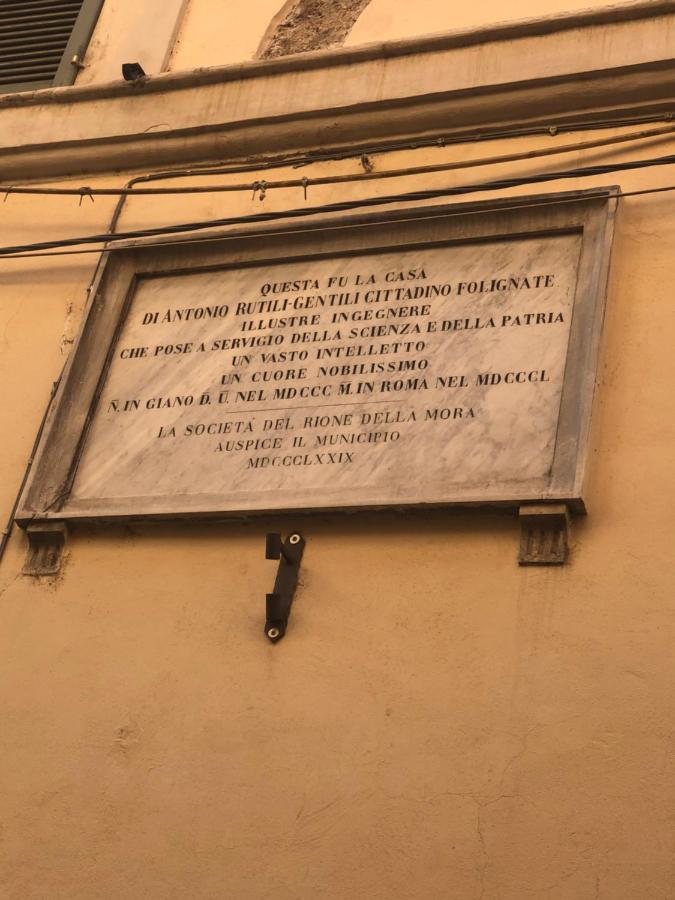 QUESTA FU LA CASA
DI ANTONIO RUTILI-GENTILI CITTADINO FOLIGNATE
ILLUSTRE INGEGNERE
CHE POSE A SERVIGIO DELLA SCIENZA E DELLA PATRIA
UN VASTO INTELLETTO
UN CUORE NOBILISSIMO
N̄. IN GIANO D̄. Ū. NEL MDCCC M̄. IN ROMA NEL MDCCCL
LA SOCIETÀ DEL RIONE DELLA MORA
AUSPICE IL MUNICIPIO
MDCCCLXXIX